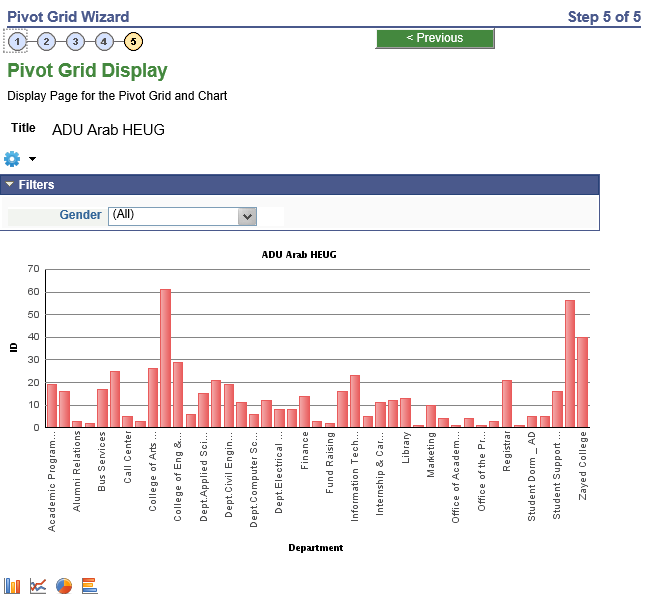 Pivot Grid Wizard
Step 5 of 5
1 2 3 4 5
< Previous
Pivot Grid Display
Display Page for the Pivot Grid and Chart
Title ADU Arab HEUG
Filters
Gender (All)
ADU Arab HEUG
70
60
50
40
30
20
10
0
ID
Academic Program...
Alumni Relations
Bus Services
Call Center
College of Arts ...
College of Eng &...
Dept.Applied Sci...
Dept.Civil Engin...
Dept.Computer Sc...
Dept.Electrical ...
Finance
Fund Raising
Information Tech...
Internship & Car...
Library
Marketing
Office of Academ...
Office of the Pr...
Registrar
Student Dorm _ AD
Student Support ...
Zayed College
Department